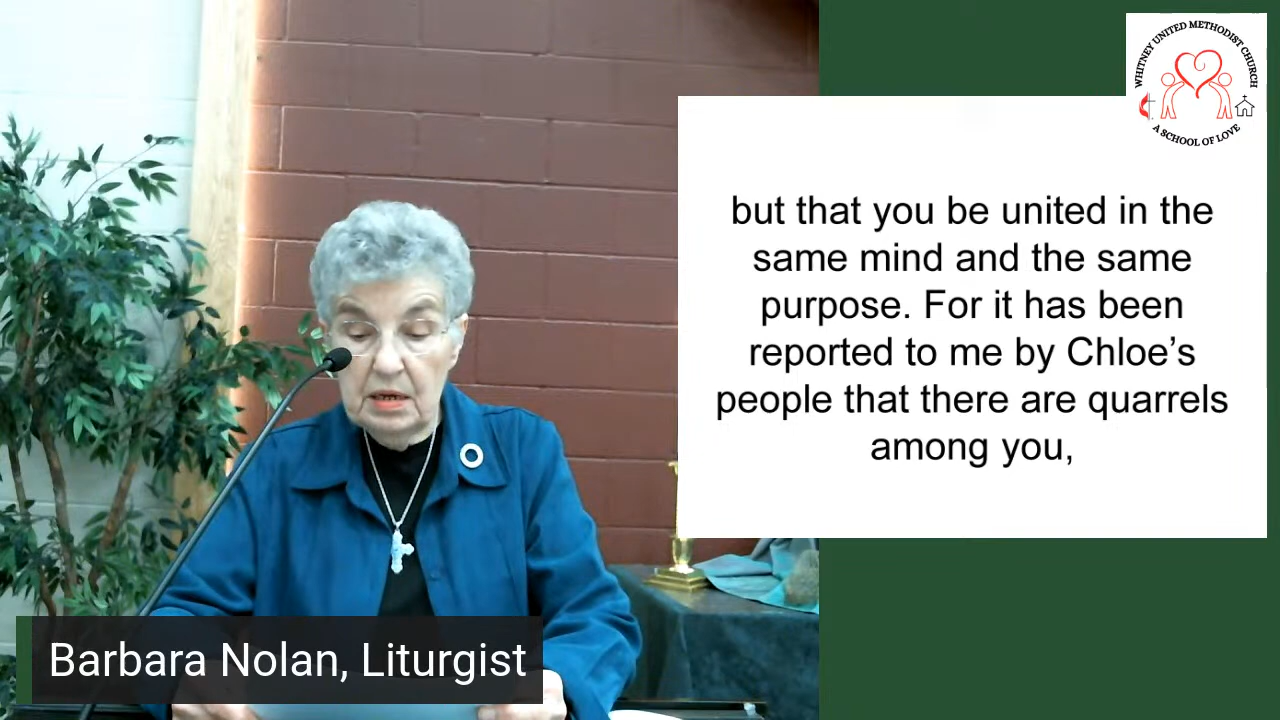 WHITNEY UNITED METHODIST CHURCH
A SCHOOL OF LOVE
but that you be united in the
same mind and the same
purpose. For it has been
reported to me by Chloe’s
people that there are quarrels
among you,
Barbara Nolan, Liturgist